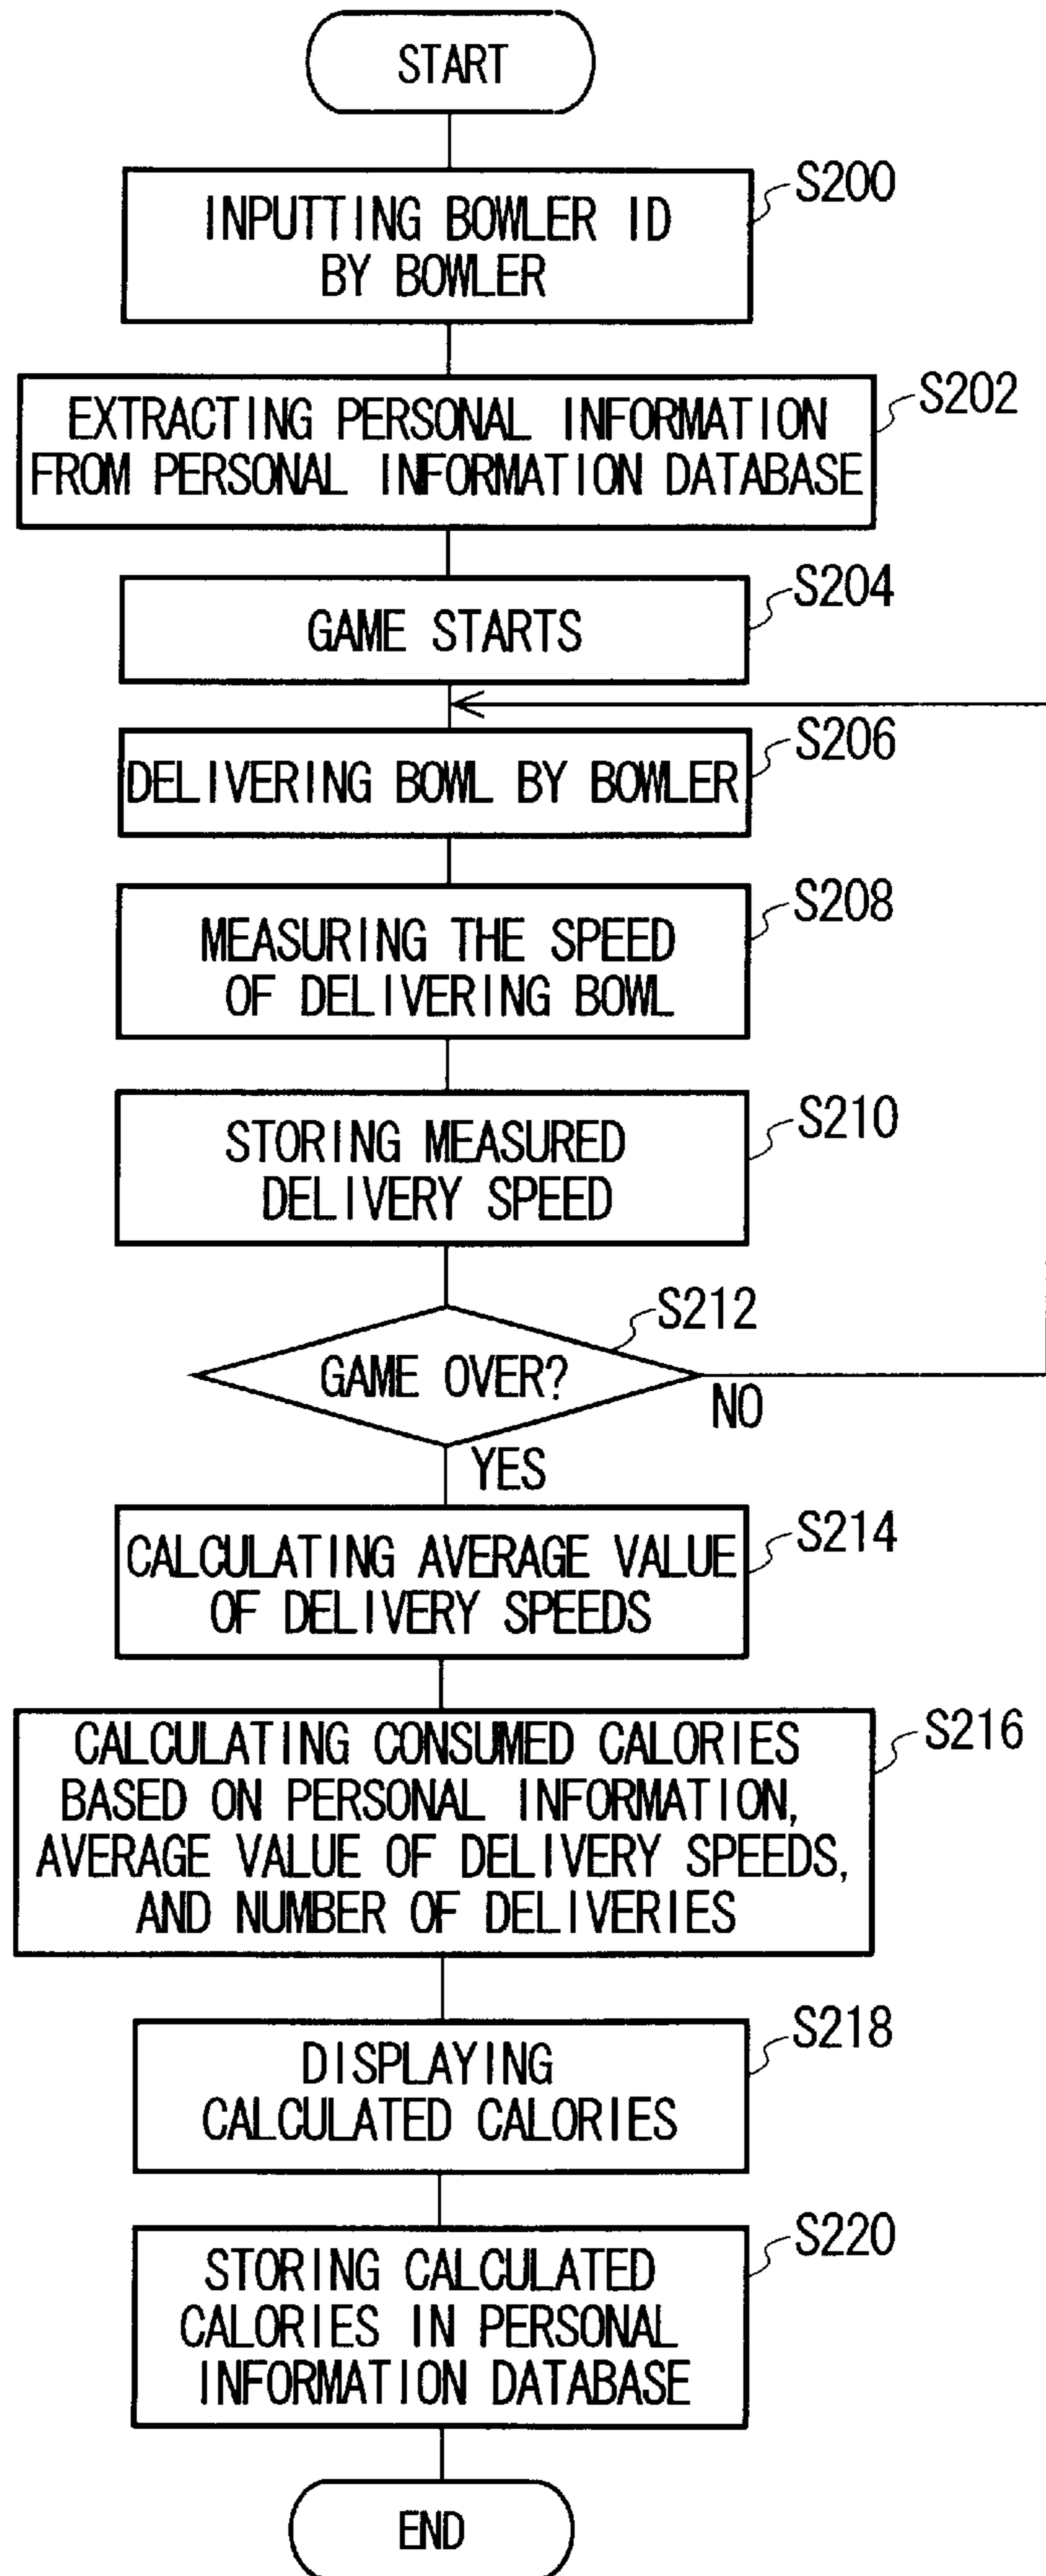 START
S200
INPUTTING BOWLER ID
BY BOWLER
S202
EXTRACTING PERSONAL INFORMATION
FROM PERSONAL INFORMATION DATABASE
S204
GAME STARTS
S206
DELIVERING BOWL BY BOWLER
S208
MEASURING THE SPEED
OF DELIVERING BOWL
S210
STORING MEASURED
DELIVERY SPEED
S212
GAME OVER?
NO
YES
S214
CALCULATING AVERAGE VALUE
OF DELIVERY SPEEDS
S216
CALCULATING CONSUMED CALORIES
BASED ON PERSONAL INFORMATION,
AVERAGE VALUE OF DELIVERY SPEEDS,
AND NUMBER OF DELIVERIES
S218
DISPLAYING
CALCULATED CALORIES
S220
STORING CALCULATED
CALORIES IN PERSONAL
INFORMATION DATABASE
END